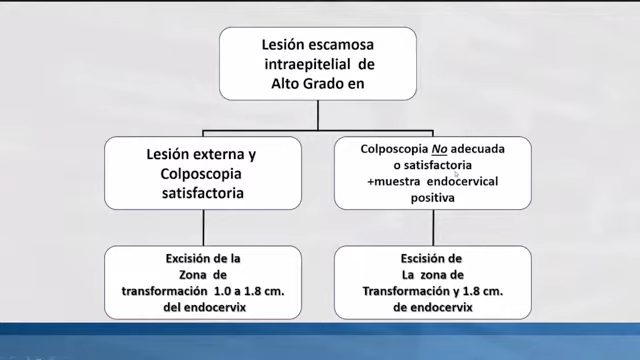 Lesión escamosa
intraepitelial de
Alto Grado en
Lesión externa y
Colposcopia
satisfactoria
Colposcopia No adecuada
o satisfactoria
+muestra endocervical
positiva
Excisión de la
Zona de
transformación 1.0 a 1.8 cm.
del endocervix
Escisión de
La zona de
Transformación y 1.8 cm.
de endocervix